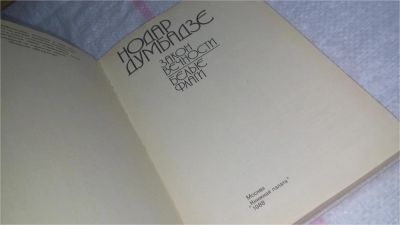 НОДАР
ДУМБАДЗЕ
ЗАКОН
ВЕЧНОСТИ
БЕЛЫЕ
ФЛАГИ
Москва
"Книжная палата"
1988